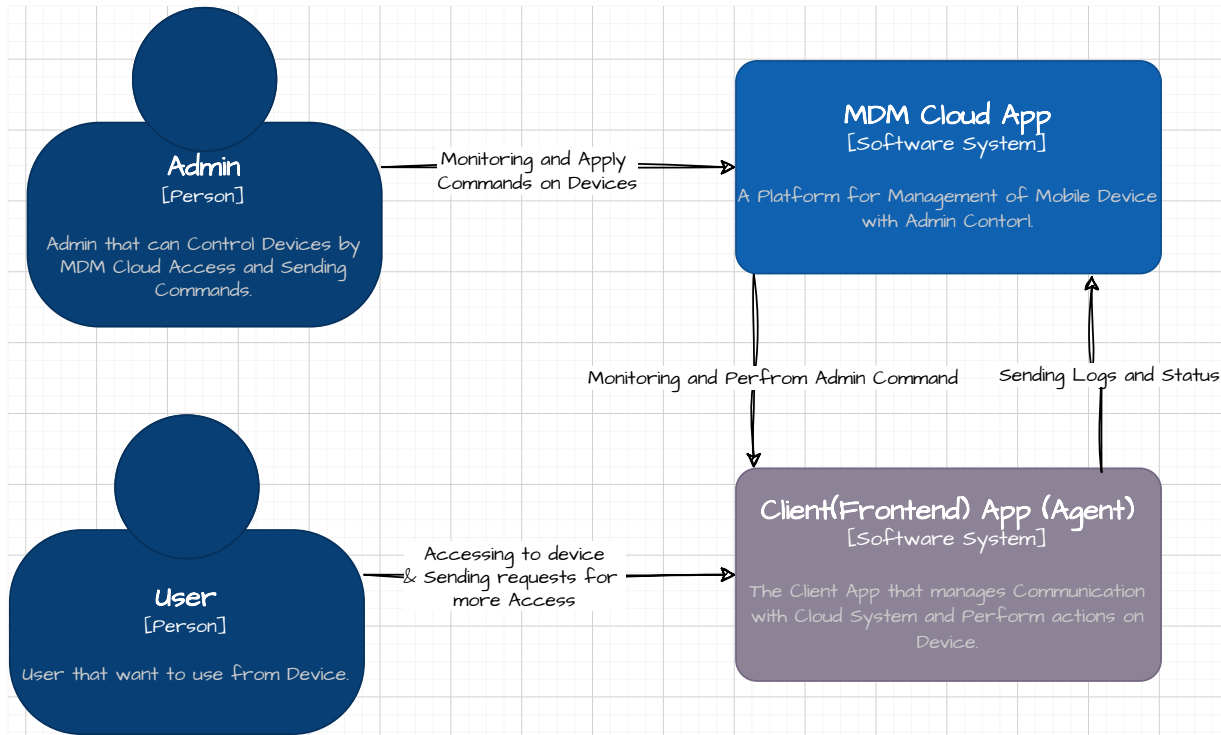 Admin
[Person]
Admin that can Control Devices by
MDM Cloud Access and Sending
Commands.
Monitoring and Apply
Commands on Devices
MDM Cloud App
[Software System]
A Platform for Management of Mobile Device
with Admin Contorl.
Monitoring and Perfrom Admin Command
Sending Logs and Status
User
[Person]
User that want to use from Device.
Accessing to device
& Sending requests for
more Access
Client(Frontend) App (Agent)
[Software System]
The Client App that manages Communication
with Cloud System and Perform actions on
Device.